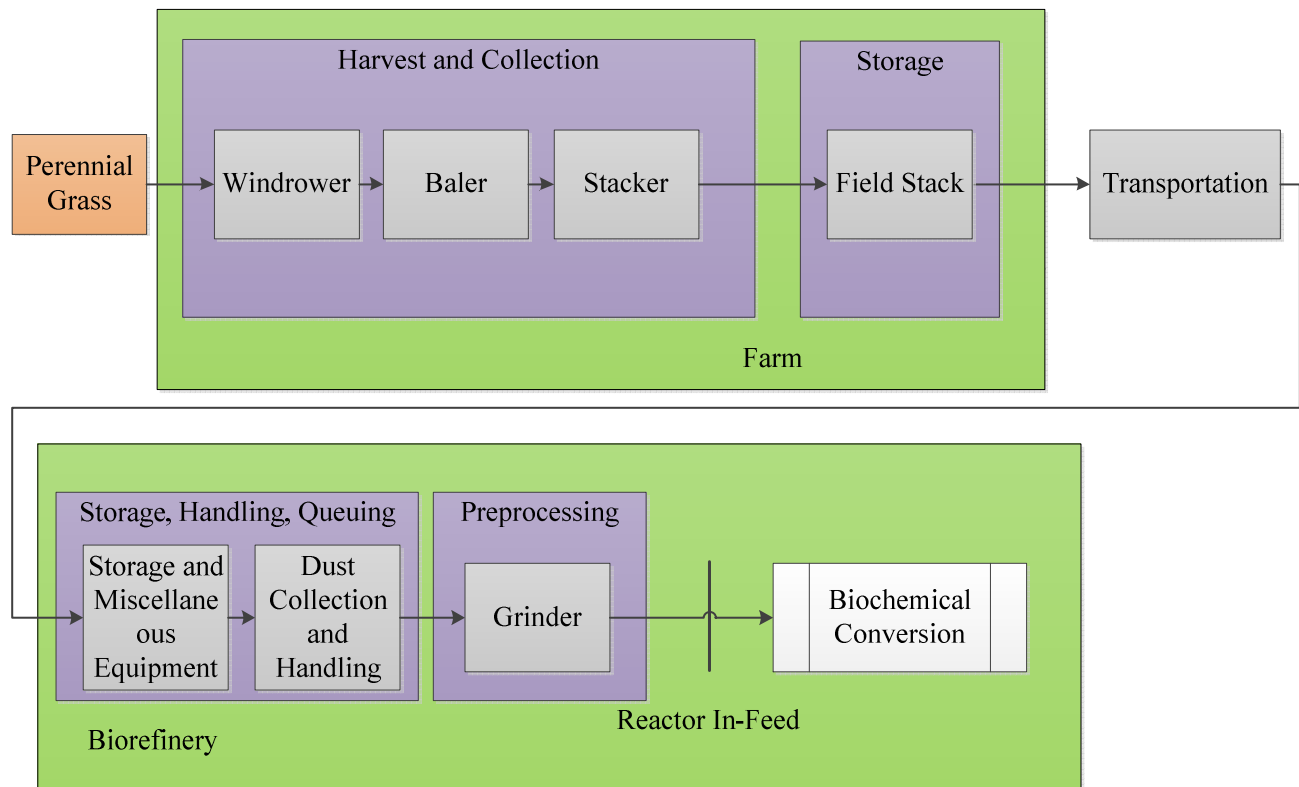 Harvest and Collection
Storage
Perennial
Grass
Windrower
Baler
Stacker
Field Stack
Transportation
Farm
Storage, Handling, Queuing
Preprocessing
Storage and
Miscellane
ous
Equipment
Dust
Collection
and
Handling
Grinder
Biochemical
Conversion
Reactor In-Feed
Biorefinery